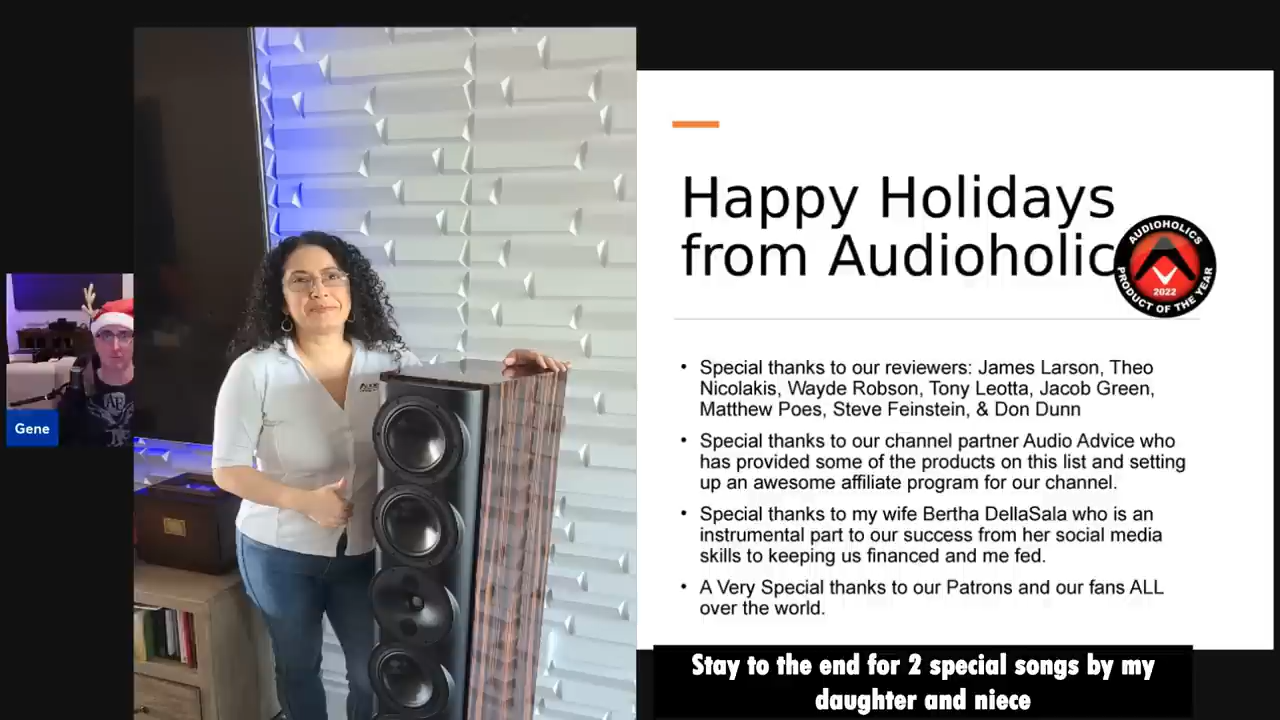 Happy Holidays
from Audioholic
AUDIOHOLICS
2022
PRODUCT OF THE YEAR
• Special thanks to our reviewers: James Larson, Theo
Nicolakis, Wayde Robson, Tony Leotta, Jacob Green,
Matthew Poes, Steve Feinstein, & Don Dunn
• Special thanks to our channel partner Audio Advice who
has provided some of the products on this list and setting
up an awesome affiliate program for our channel.
• Special thanks to my wife Bertha DellaSala who is an
instrumental part to our success from her social media
skills to keeping us financed and me fed.
• A Very Special thanks to our Patrons and our fans ALL
over the world.
Gene
Stay to the end for 2 special songs by my
daughter and niece